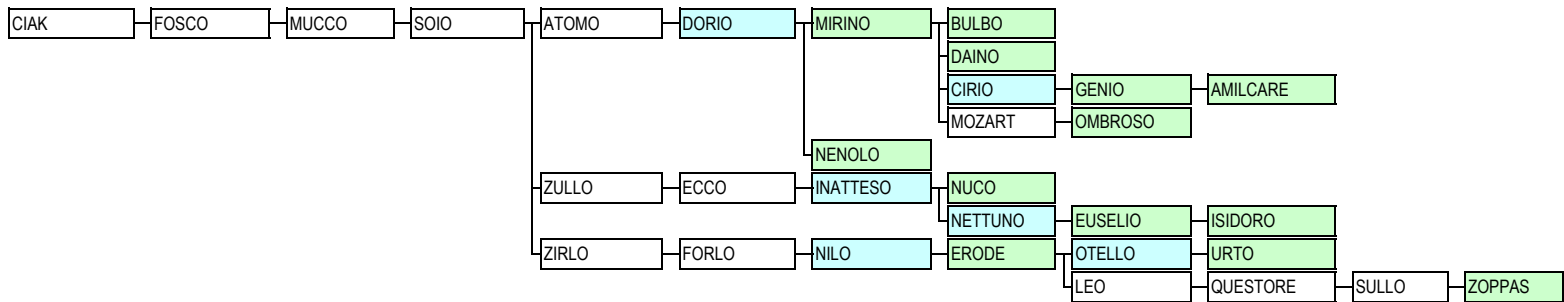 CIAK FOSCO MUCCO SOIO ATOMO DORIO MIRINO BULBO
DAINO
CIRIO GENIO AMILCARE
MOZART OMBROSO
NENOLO
ZULLO ECCO INATTESO NUCO
NETTUNO EUSELIO ISIDORO
ZIRLO FORLO NILO ERODE OTELLO URTO
LEO QUESTORE SULLO ZOPPAS